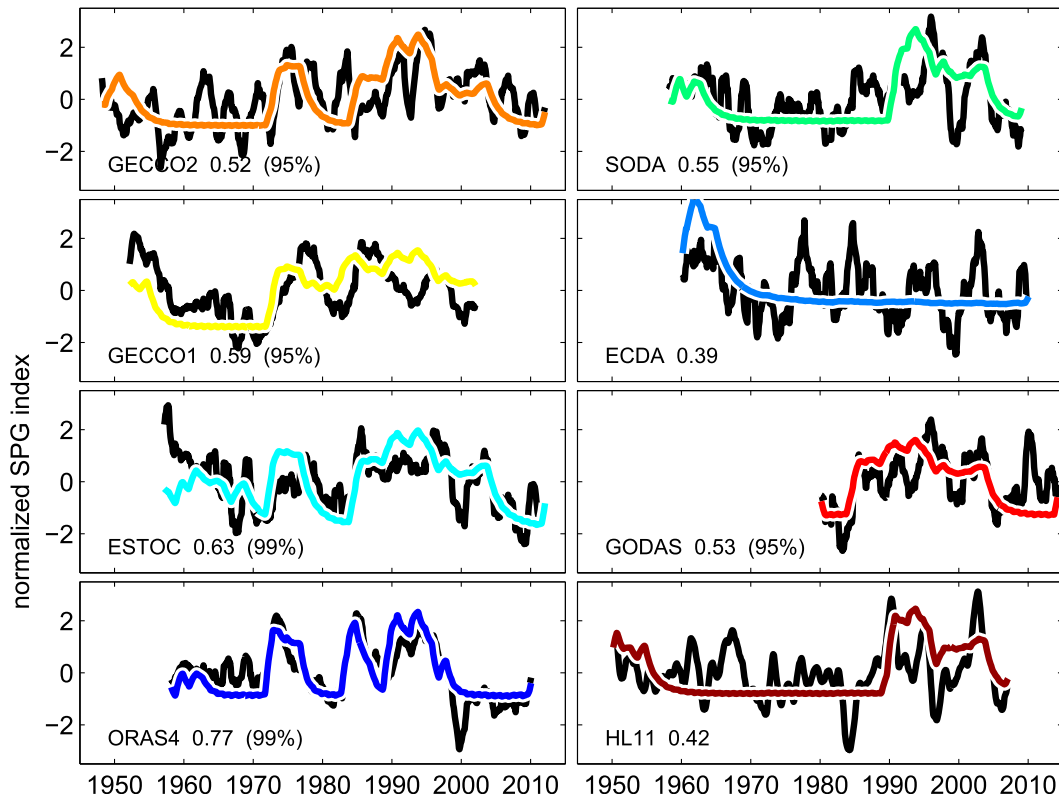 normalized SPG index
2
0
−2
GECCO2 0.52 (95%)
SODA 0.55 (95%)
2
0
−2
GECCO1 0.59 (95%)
ECDA 0.39
2
0
−2
ESTOC 0.63 (99%)
GODAS 0.53 (95%)
2
0
−2
ORAS4 0.77 (99%)
HL11 0.42
1950 1960 1970 1980 1990 2000 2010
1950 1960 1970 1980 1990 2000 2010